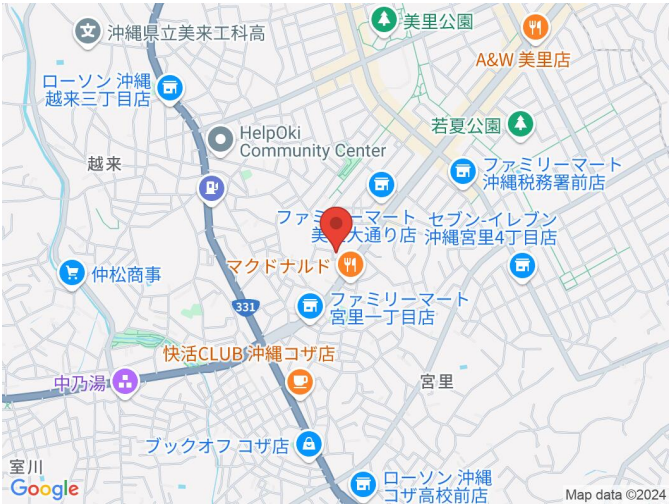 沖縄県立美来工科高
美里公園
A&W 美里店
ローソン 沖縄
越来三丁目店
HelpOki
Community Center
若夏公園
越来
ファミリーマート
沖縄税務署前店
ファミリーマート
大通り店
セブン-イレブン
沖縄宮里4丁目店
マクドナルド
仲松商事
331
ファミリーマート
宮里一丁目店
快活CLUB 沖縄コザ店
中乃湯
宮里
ブックオフ コザ店
室川
ローソン 沖縄
コザ高校前店
Google
Map data ©2024